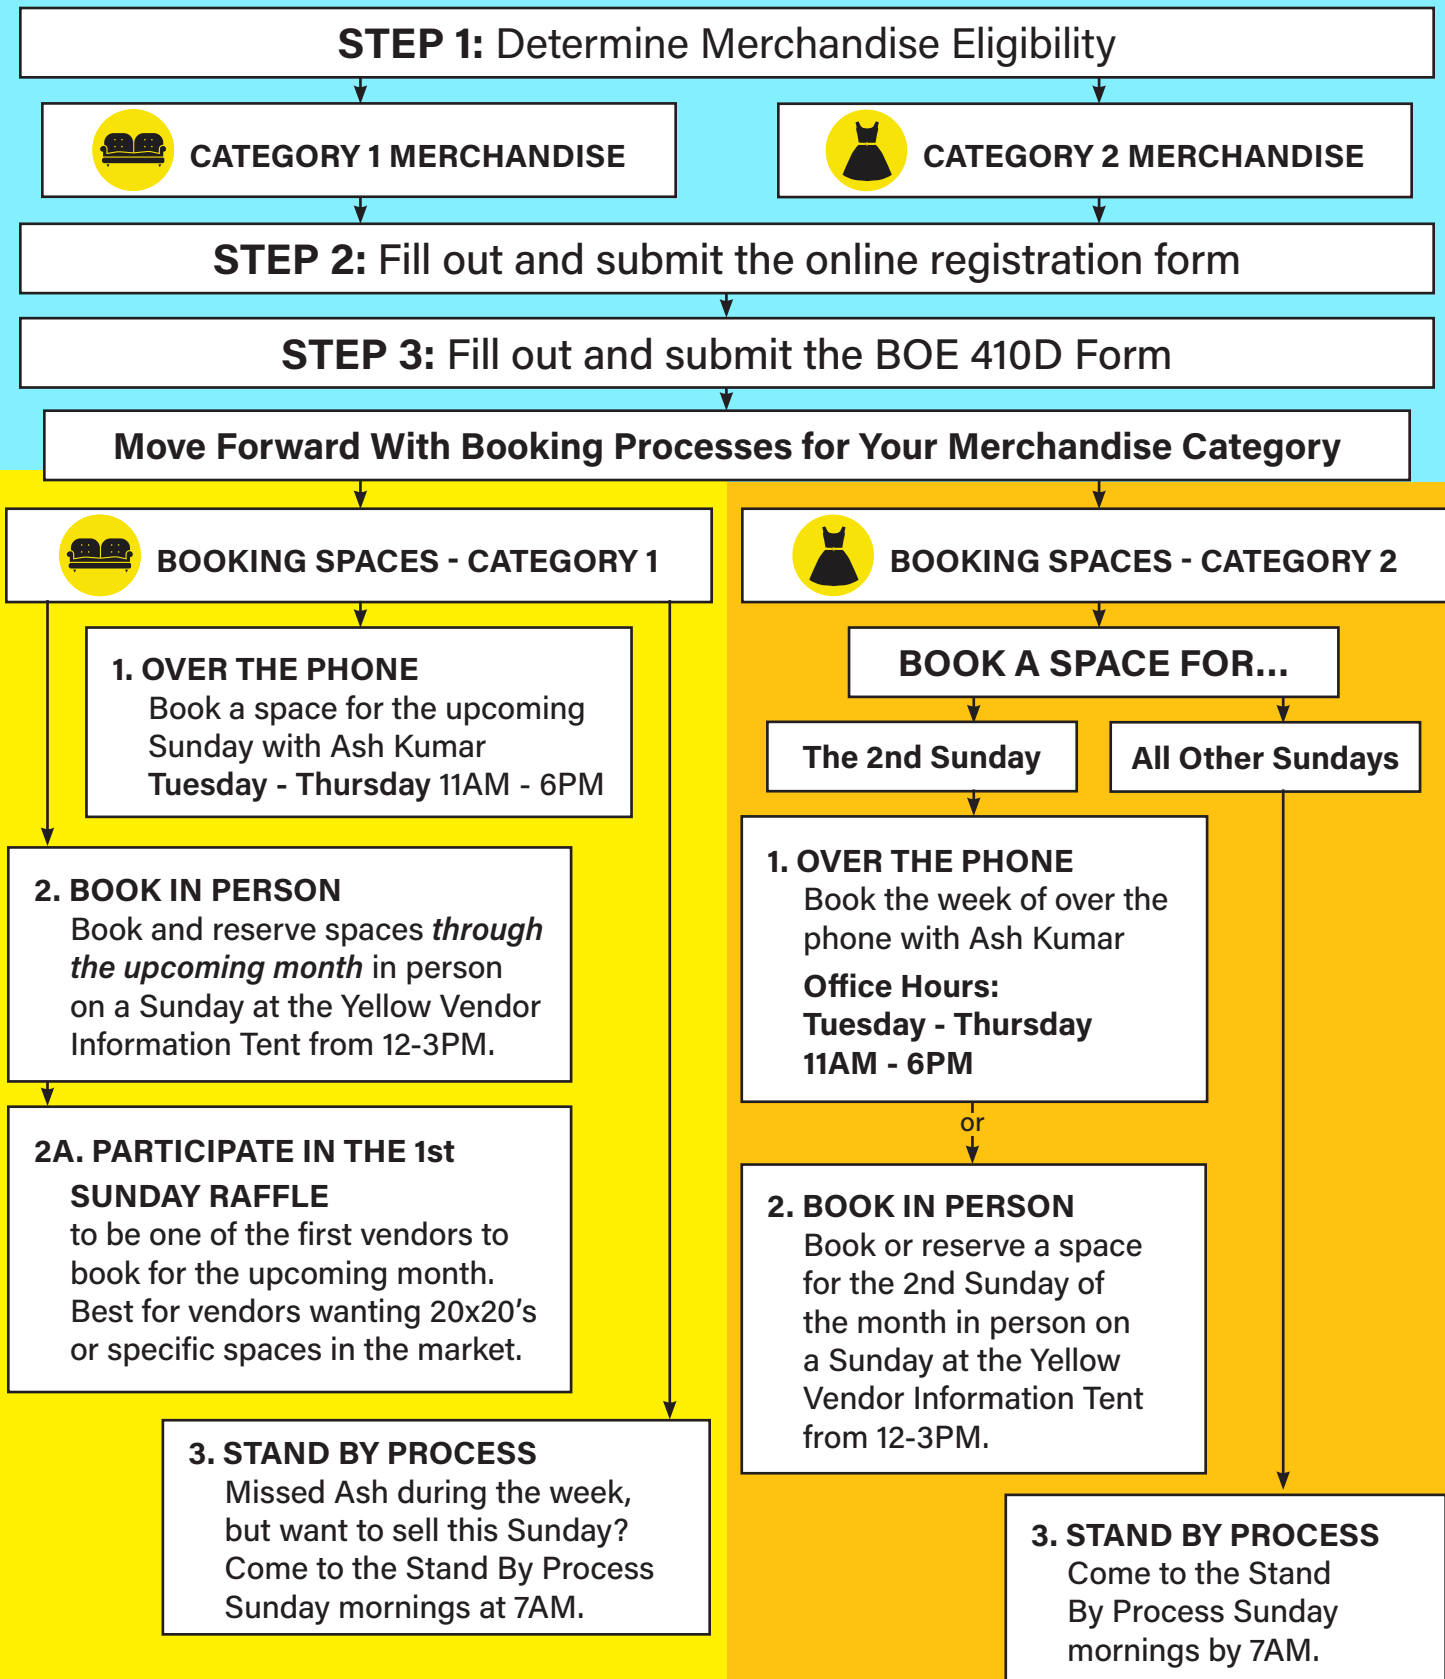 STEP 1: Determine Merchandise Eligibility
CATEGORY 1 MERCHANDISE
CATEGORY 2 MERCHANDISE
STEP 2: Fill out and submit the online registration form
STEP 3: Fill out and submit the BOE 410D Form
Move Forward With Booking Processes for Your Merchandise Category
BOOKING SPACES - CATEGORY 1
1. OVER THE PHONE
Book a space for the upcoming
Sunday with Ash Kumar
Tuesday - Thursday 11AM - 6PM
2. BOOK IN PERSON
Book and reserve spaces through
the upcoming month in person
on a Sunday at the Yellow Vendor
Information Tent from 12-3PM.
2A. PARTICIPATE IN THE 1st
SUNDAY RAFFLE
to be one of the first vendors to
book for the upcoming month.
Best for vendors wanting 20x20’s
or specific spaces in the market.
3. STAND BY PROCESS
Missed Ash during the week,
but want to sell this Sunday?
Come to the Stand By Process
Sunday mornings at 7AM.
BOOKING SPACES - CATEGORY 2
BOOK A SPACE FOR...
The 2nd Sunday
All Other Sundays
1. OVER THE PHONE
Book the week of over the
phone with Ash Kumar
Office Hours:
Tuesday - Thursday
11AM - 6PM
or
2. BOOK IN PERSON
Book or reserve a space
for the 2nd Sunday of
the month in person on
a Sunday at the Yellow
Vendor Information Tent
from 12-3PM.
3. STAND BY PROCESS
Come to the Stand
By Process Sunday
mornings by 7AM.